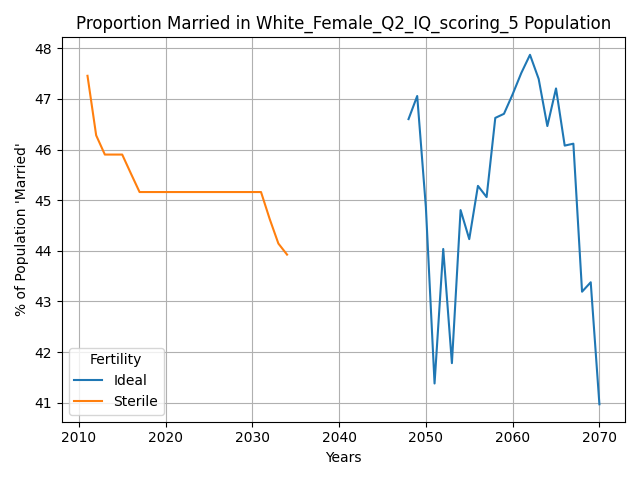 Proportion Married in White_Female_Q2_IQ_scoring_5 Population
% of Population 'Married'
48
47
46
45
44
43
42
41
Fertility
Ideal
Sterile
2010 2020 2030 2040 2050 2060 2070
Years